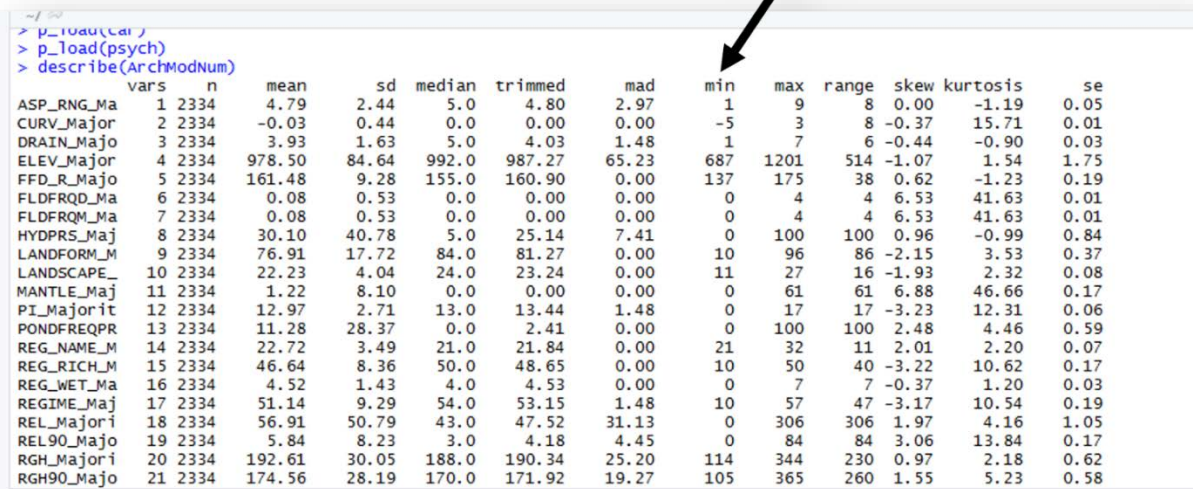 ~/
> p_load(car)
> p_load(psych)
> describe(ArchModNum)
vars n mean sd median trimmed mad min max range skew kurtosis se
ASP_RNG_Ma 1 2334 4.79 2.44 5.0 4.80 2.97 1 9 8 0.00 -1.19 0.05
CURV_Major 2 2334 -0.03 0.44 0.0 0.00 0.00 -5 3 8 -0.37 15.71 0.01
DRAIN_Majo 3 2334 3.93 1.63 5.0 4.03 1.48 1 7 6 -0.44 -0.90 0.03
ELEV_Major 4 2334 978.50 84.64 992.0 987.27 65.23 687 1201 514 -1.07 1.54 1.75
FFD_R_Majo 5 2334 161.48 9.28 155.0 160.90 0.00 137 175 38 0.62 -1.23 0.19
FLDFRQD_Ma 6 2334 0.08 0.53 0.0 0.00 0.00 0 4 4 6.53 41.63 0.01
FLDFRQM_Ma 7 2334 0.08 0.53 0.0 0.00 0.00 0 4 4 6.53 41.63 0.01
HYDPRS_Maj 8 2334 30.10 40.78 5.0 25.14 7.41 0 100 100 0.96 -0.99 0.84
LANDFORM_M 9 2334 76.91 17.72 84.0 81.27 0.00 10 96 86 -2.15 3.53 0.37
LANDSCAPE_ 10 2334 22.23 4.04 24.0 23.24 0.00 11 27 16 -1.93 2.32 0.08
MANTLE_Maj 11 2334 1.22 8.10 0.0 0.00 0.00 0 61 61 6.88 46.66 0.17
PI_Majorit 12 2334 12.97 2.71 13.0 13.44 1.48 0 17 17 -3.23 12.31 0.06
PONDFREQPR 13 2334 11.28 28.37 0.0 2.41 0.00 0 100 100 2.48 4.46 0.59
REG_NAME_M 14 2334 22.72 3.49 21.0 21.84 0.00 21 32 11 2.01 2.20 0.07
REG_RICH_M 15 2334 46.64 8.36 50.0 48.65 0.00 10 50 40 -3.22 10.62 0.17
REG_WET_Ma 16 2334 4.52 1.43 4.0 4.53 0.00 0 7 7 -0.37 1.20 0.03
REGIME_Maj 17 2334 51.14 9.29 54.0 53.15 1.48 10 57 47 -3.17 10.54 0.19
REL_Majori 18 2334 56.91 50.79 43.0 47.52 31.13 0 306 306 1.97 4.16 1.05
REL90_Majo 19 2334 5.84 8.23 3.0 4.18 4.45 0 84 84 3.06 13.84 0.17
RGH_Majori 20 2334 192.61 30.05 188.0 190.34 25.20 114 344 230 0.97 2.18 0.62
RGH90_Majo 21 2334 174.56 28.19 170.0 171.92 19.27 105 365 260 1.55 5.23 0.58